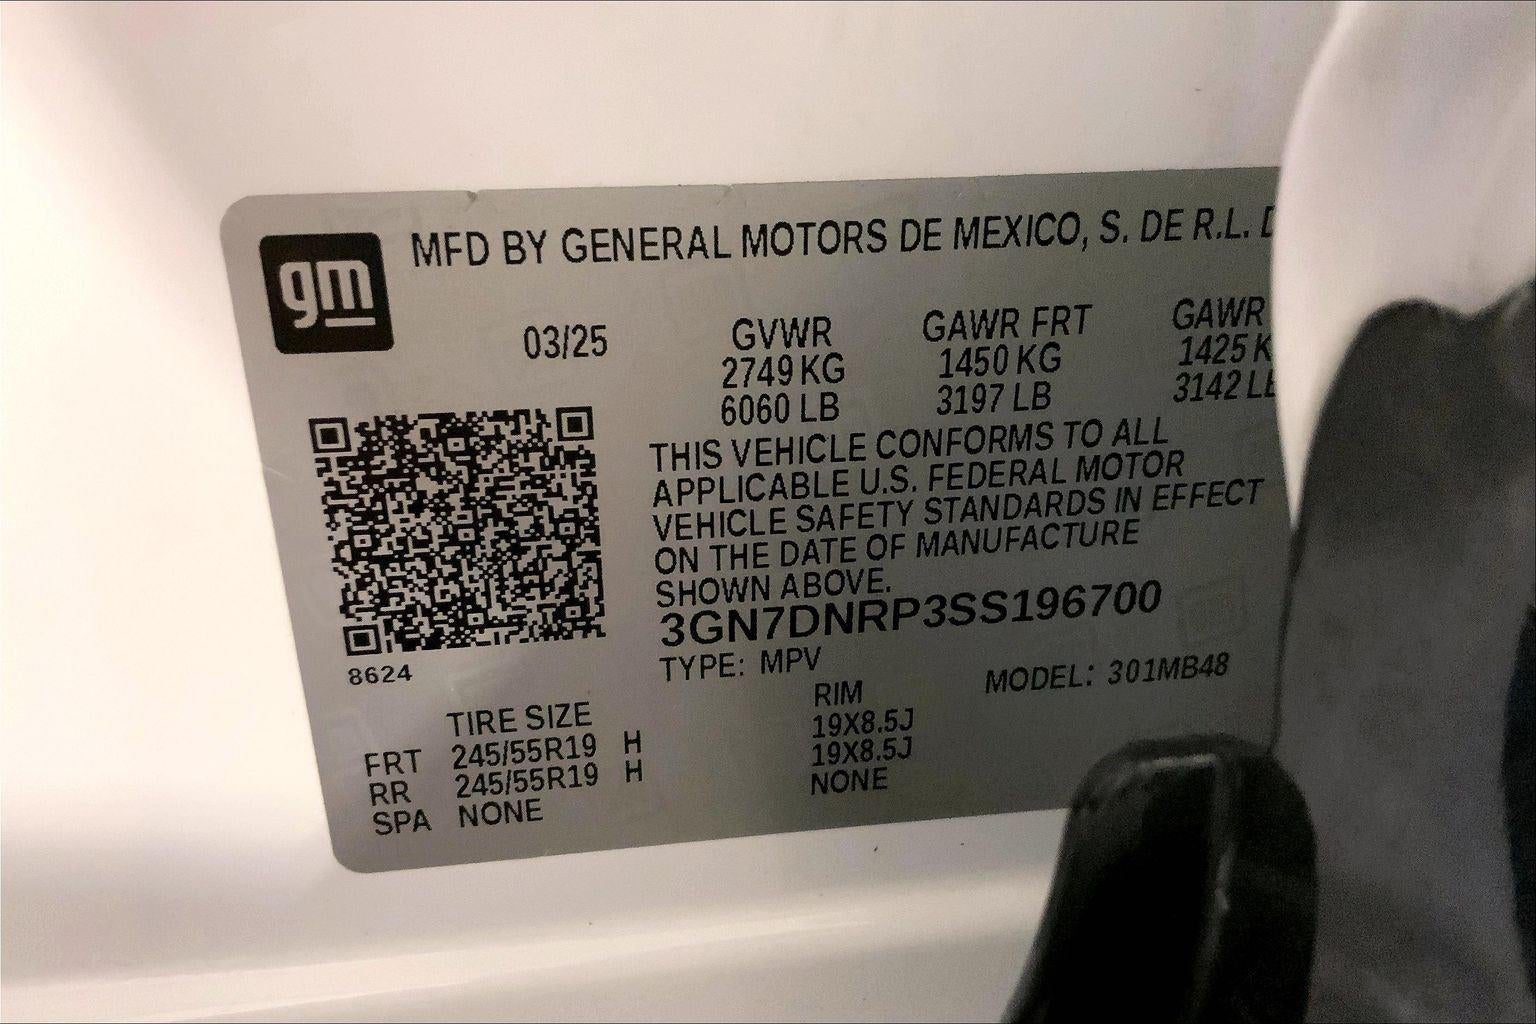 gm
MFD BY GENERAL MOTORS DE MEXICO, S. DE R.L.
03/25 GVWR GAWR FRT GAWR
2749 KG 1450 KG 1425 K
6060 LB 3197 LB 3142 LB
THIS VEHICLE CONFORMS TO ALL
APPLICABLE U.S. FEDERAL MOTOR
VEHICLE SAFETY STANDARDS IN EFFECT
ON THE DATE OF MANUFACTURE
SHOWN ABOVE.
3GN7DNRP3SS196700
8624
TYPE: MPV MODEL: 301MB48
TIRE SIZE RIM
FRT 245/55R19 H 19X8.5J
RR 245/55R19 H 19X8.5J
SPA NONE NONE